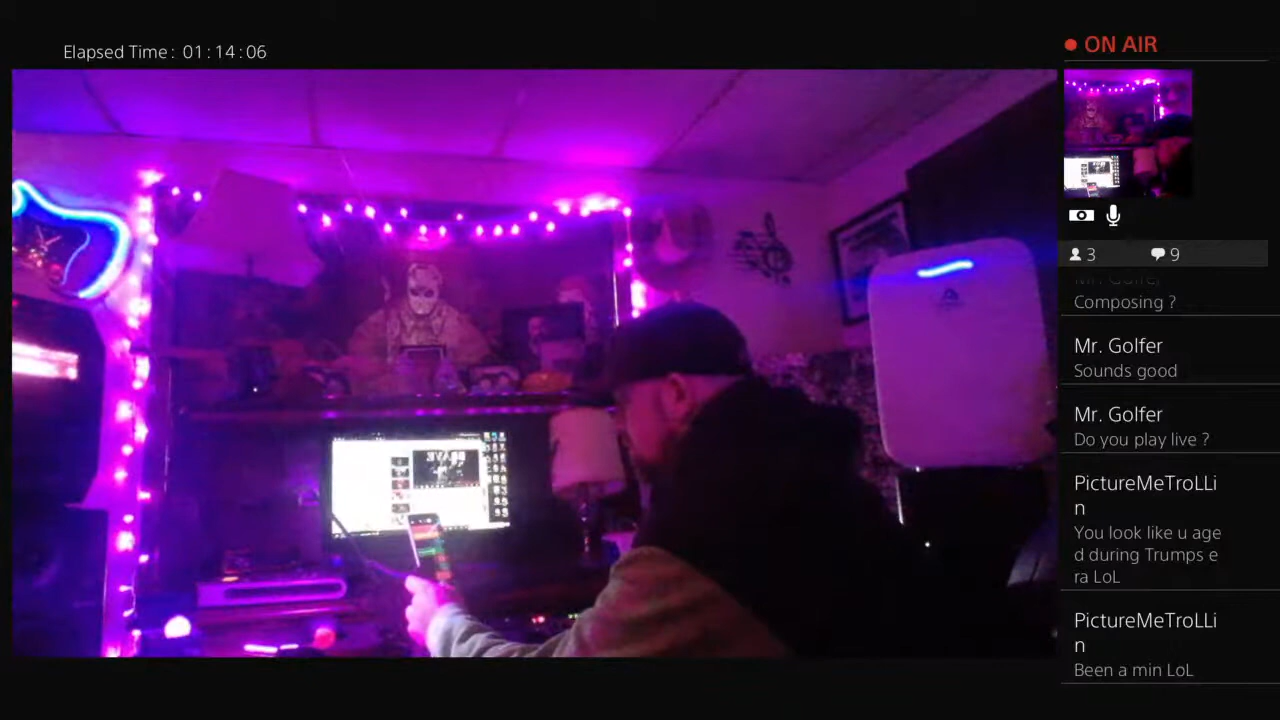 Elapsed Time: 01:14:06
ON AIR
3
9
Composing ?
Mr. Golfer
Sounds good
Mr. Golfer
Do you play live ?
PictureMeTroLLi
n
You look like u age
d during Trumps e
ra LoL
PictureMeTroLLi
n
Been a min LoL